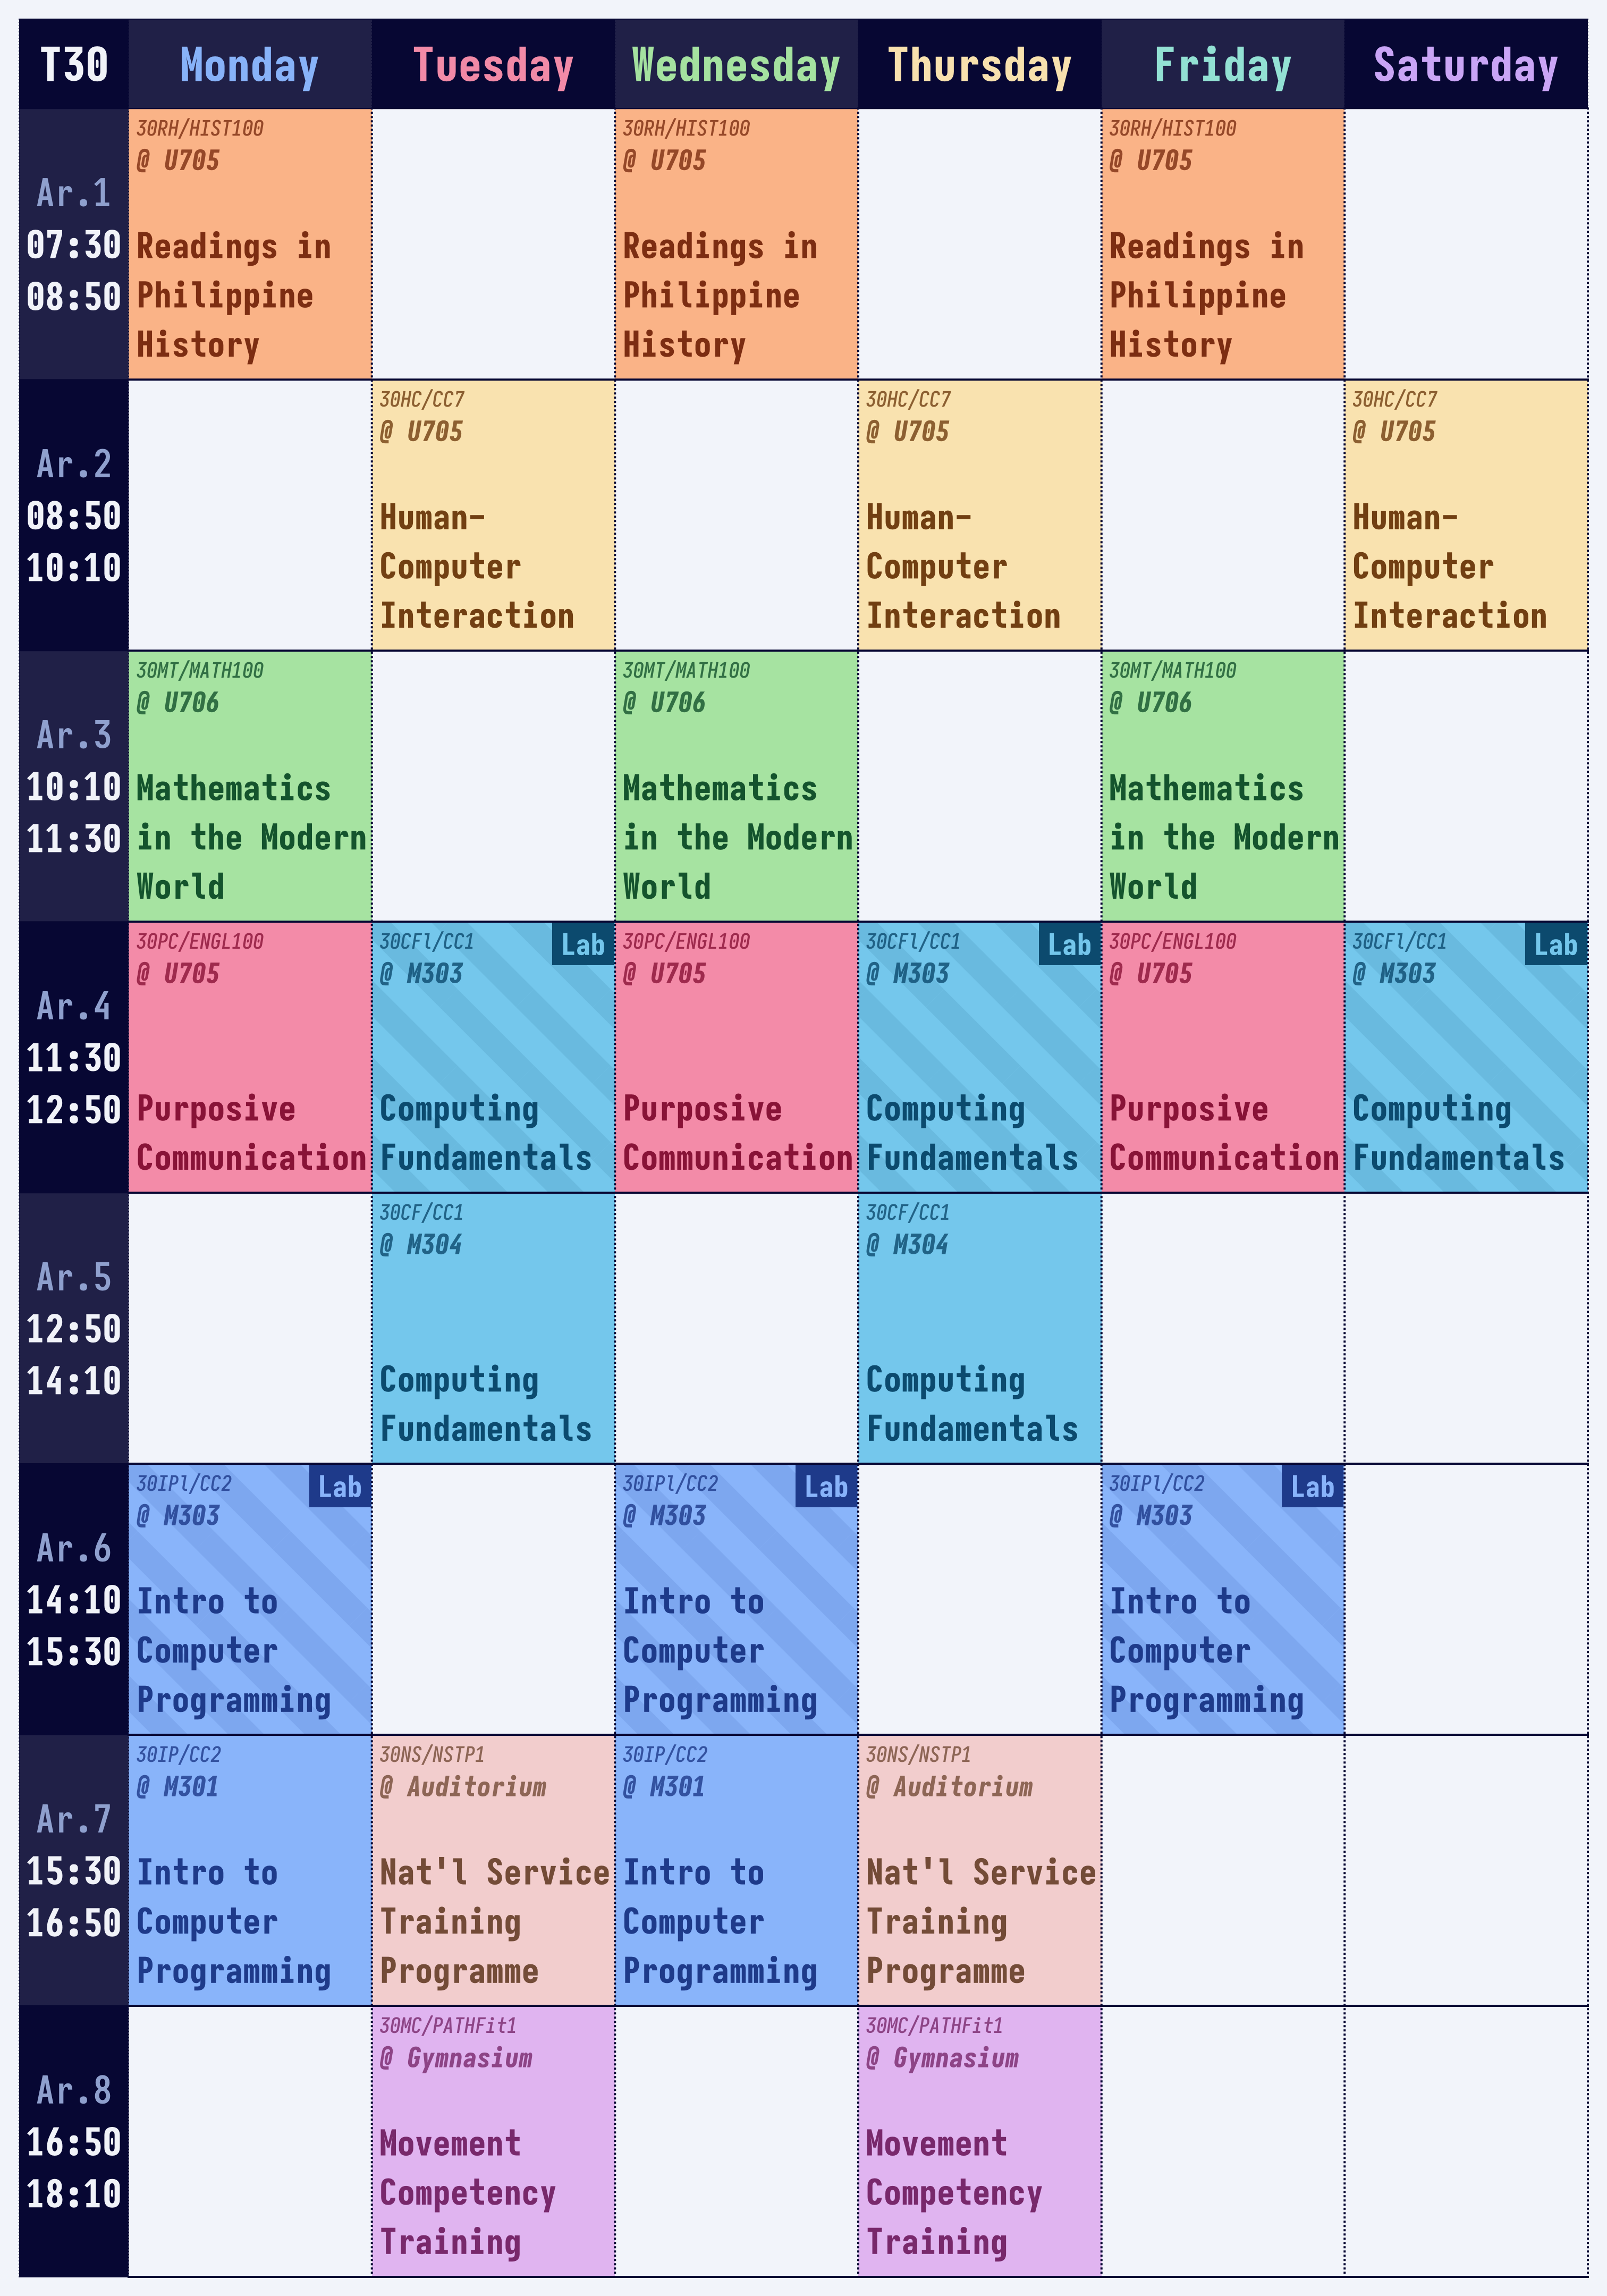 T30 Monday Tuesday Wednesday Thursday Friday Saturday
Ar.1
07:30
08:50
30RH/HIST100
@ U705
Readings in
Philippine
History
30RH/HIST100
@ U705
Readings in
Philippine
History
30RH/HIST100
@ U705
Readings in
Philippine
History
Ar.2
08:50
10:10
30HC/CC7
@ U705
Human-
Computer
Interaction
30HC/CC7
@ U705
Human-
Computer
Interaction
30HC/CC7
@ U705
Human-
Computer
Interaction
Ar.3
10:10
11:30
30MT/MATH100
@ U706
Mathematics
in the Modern
World
30MT/MATH100
@ U706
Mathematics
in the Modern
World
30MT/MATH100
@ U706
Mathematics
in the Modern
World
Ar.4
11:30
12:50
30PC/ENGL100
@ U705
Purposive
Communication
30CFl/CC1 Lab
@ M303
Computing
Fundamentals
30PC/ENGL100
@ U705
Purposive
Communication
30CFl/CC1 Lab
@ M303
Computing
Fundamentals
30PC/ENGL100
@ U705
Purposive
Communication
30CFl/CC1 Lab
@ M303
Computing
Fundamentals
Ar.5
12:50
14:10
30CF/CC1
@ M304
Computing
Fundamentals
30CF/CC1
@ M304
Computing
Fundamentals
Ar.6
14:10
15:30
30IPl/CC2 Lab
@ M303
Intro to
Computer
Programming
30IPl/CC2 Lab
@ M303
Intro to
Computer
Programming
30IPl/CC2 Lab
@ M303
Intro to
Computer
Programming
Ar.7
15:30
16:50
30IP/CC2
@ M301
Intro to
Computer
Programming
30NS/NSTP1
@ Auditorium
Nat'l Service
Training
Programme
30IP/CC2
@ M301
Intro to
Computer
Programming
30NS/NSTP1
@ Auditorium
Nat'l Service
Training
Programme
Ar.8
16:50
18:10
30MC/PATHFit1
@ Gymnasium
Movement
Competency
Training
30MC/PATHFit1
@ Gymnasium
Movement
Competency
Training